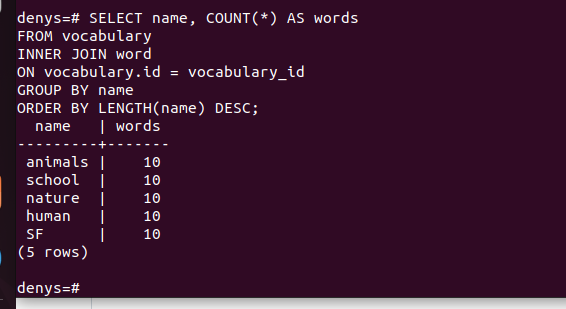 denys=# SELECT name, COUNT(*) AS words
FROM vocabulary
INNER JOIN word
ON vocabulary.id = vocabulary_id
GROUP BY name
ORDER BY LENGTH(name) DESC;
  name   | words
---------+-------
 animals |    10
 school  |    10
 nature  |    10
 human   |    10
 SF      |    10
(5 rows)

denys=#